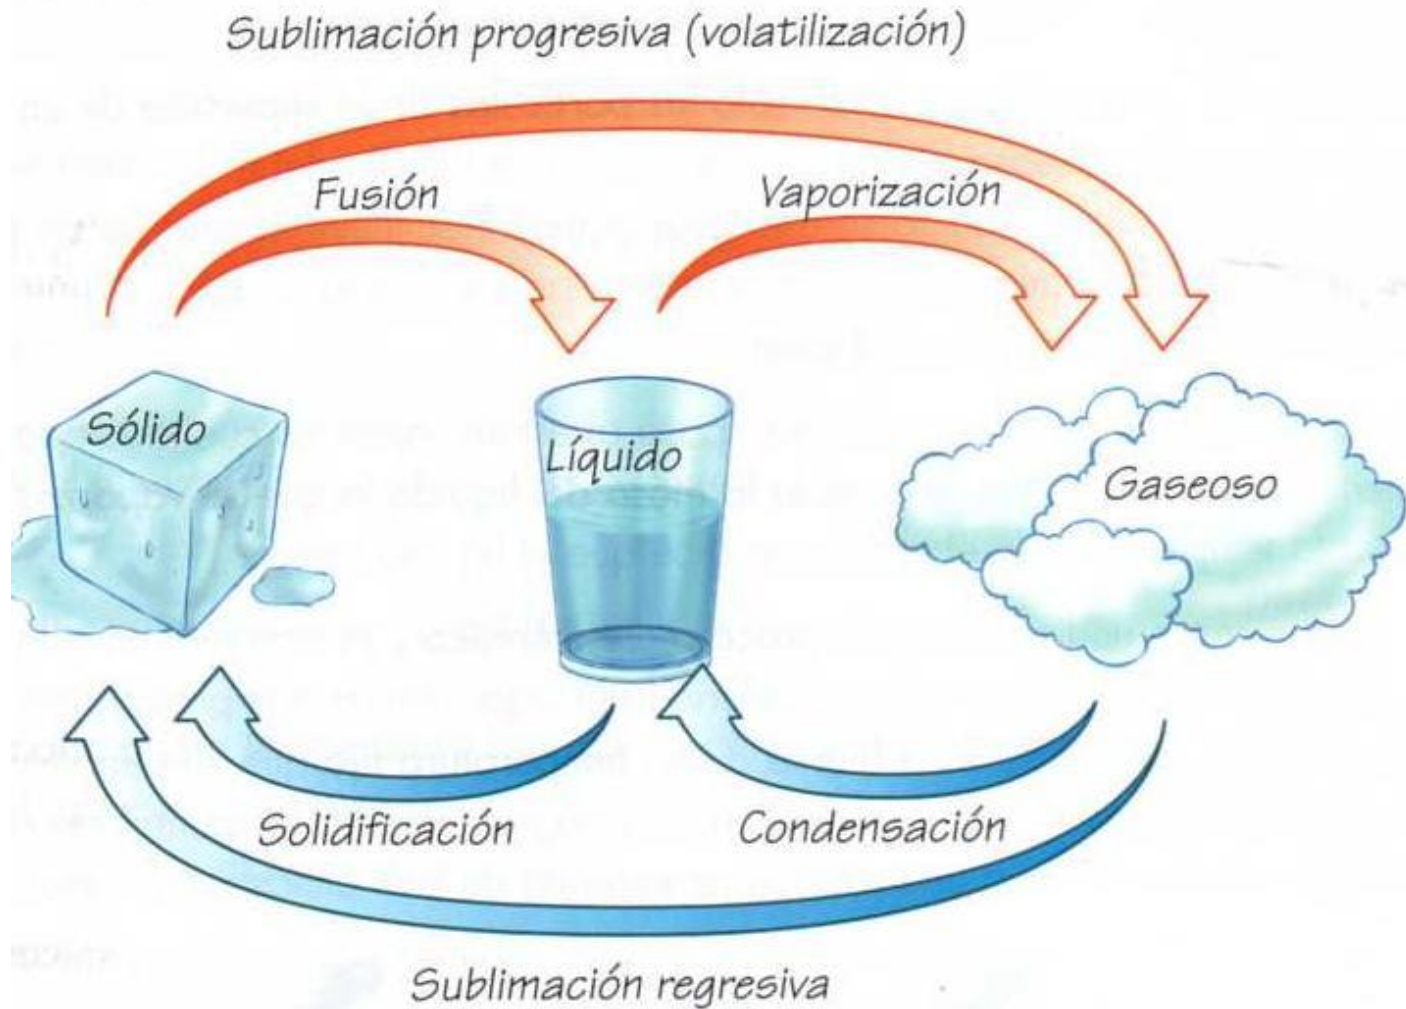 Sublimación progresiva (volatilización)
Fusión
Vaporización
Sólido
Líquido
Gaseoso
Solidificación
Condensación
Sublimación regresiva